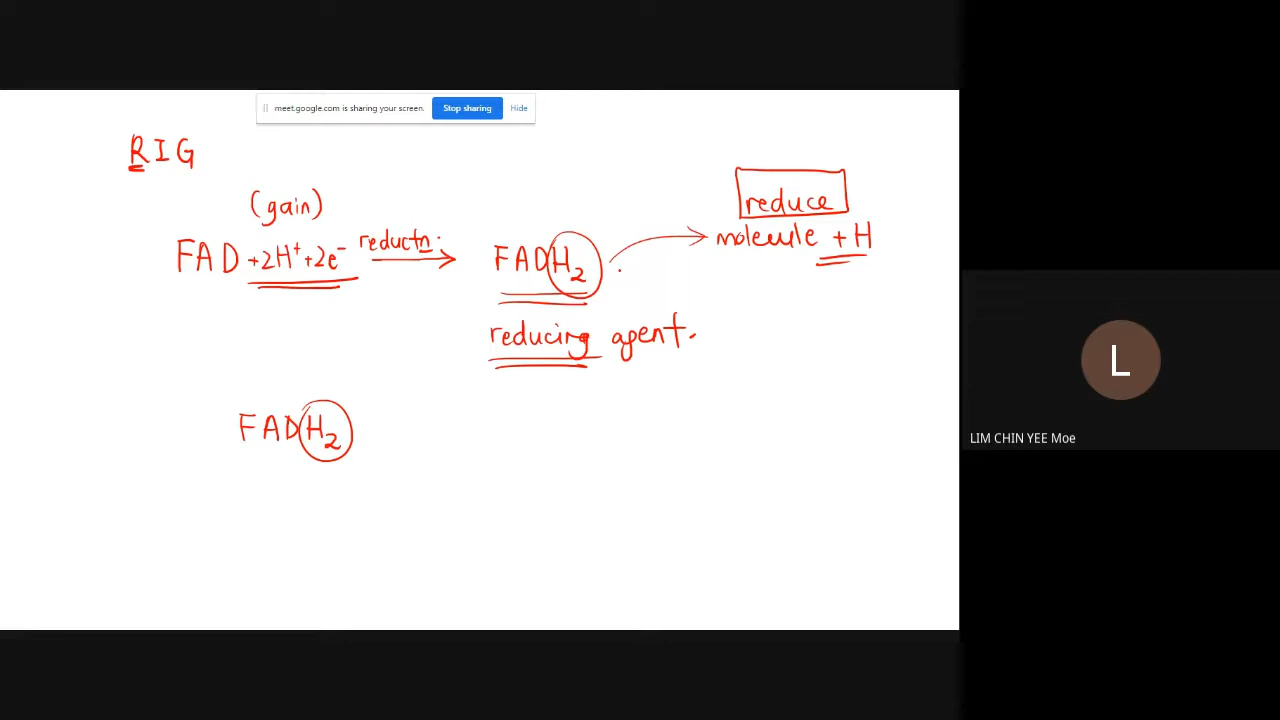 meet.google.com is sharing your screen. Stop sharing Hide
RIG
(gain)
FAD +2H⁺ +2e⁻ reductn. FADH₂
reduce
molecule + H
reducing agent.
FADH₂
L
LIM CHIN YEE Moe